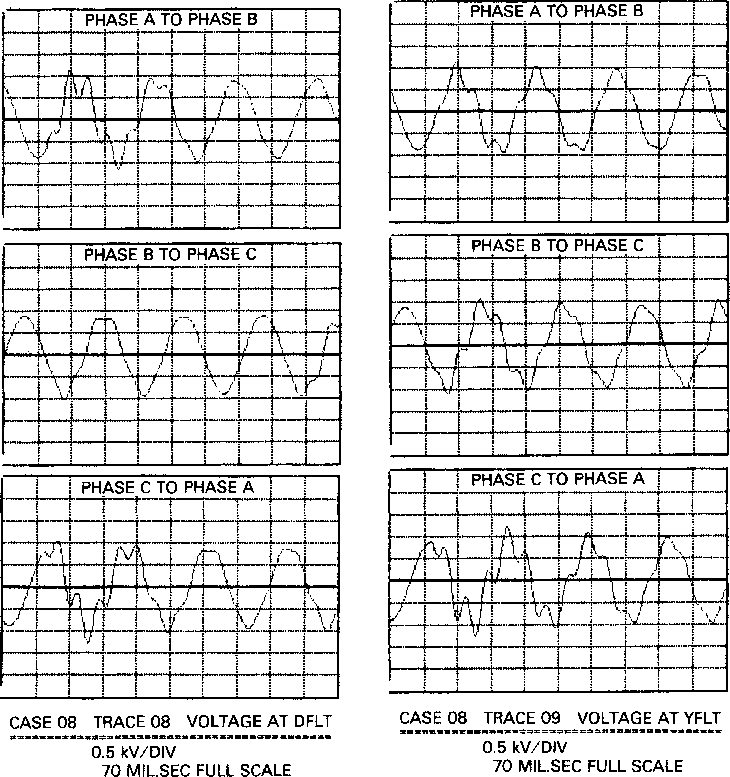 PHASE A TO PHASE B
PHASE B TO PHASE C
PHASE C TO PHASE A
CASE 08 TRACE 08 VOLTAGE AT DFLT
0.5 kV/DIV
70 MIL.SEC FULL SCALE
PHASE A TO PHASE B
PHASE B TO PHASE C
PHASE C TO PHASE A
CASE 08 TRACE 09 VOLTAGE AT YFLT
0.5 kV/DIV
70 MIL.SEC FULL SCALE